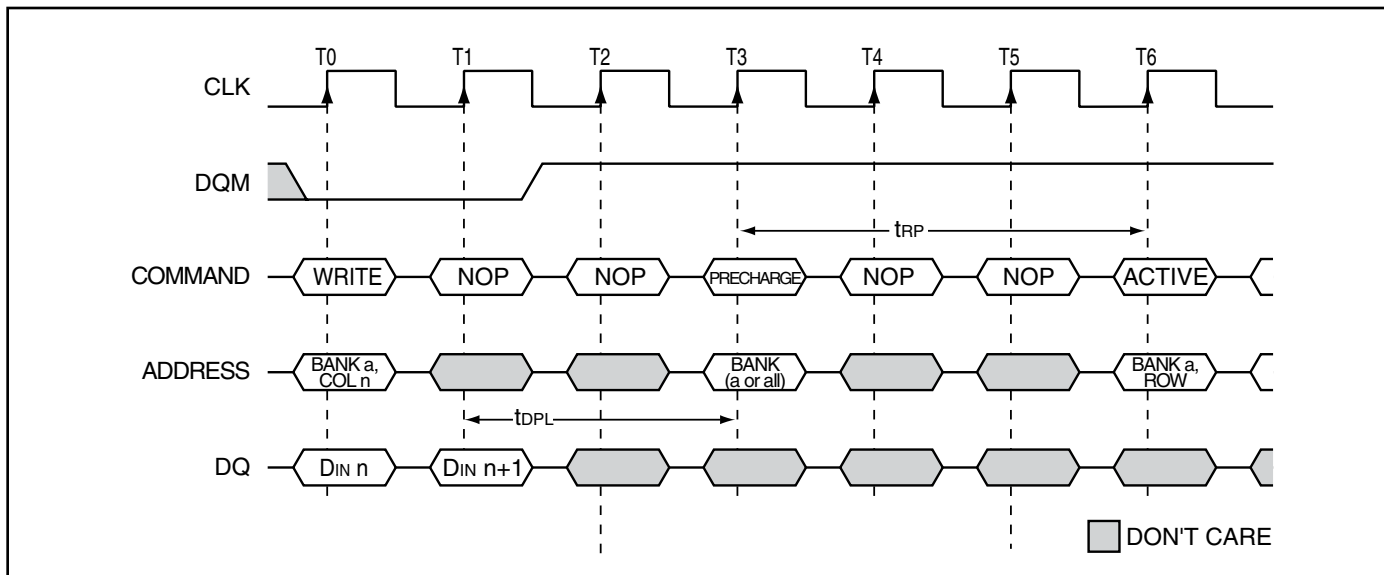 T0 T1 T2 T3 T4 T5 T6
CLK
DQM
tRP
COMMAND WRITE NOP NOP PRECHARGE NOP NOP ACTIVE
ADDRESS BANK a, COL n BANK (a or all) BANK a, ROW
tDPL
DQ DIN n DIN n+1
DON'T CARE